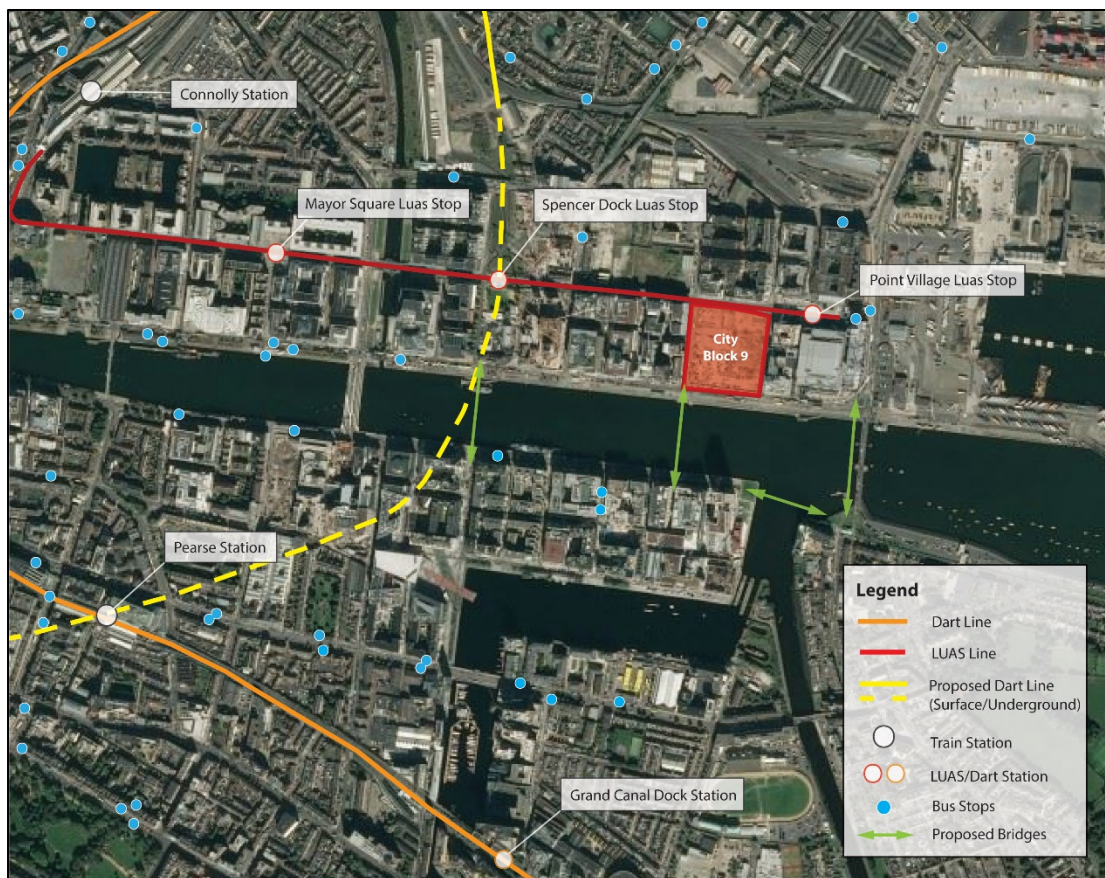 Connolly Station
Mayor Square Luas Stop
Spencer Dock Luas Stop
Point Village Luas Stop
City
Block 9
Pearse Station
Grand Canal Dock Station
Legend
Dart Line
LUAS Line
Proposed Dart Line
(Surface/Underground)
Train Station
LUAS/Dart Station
Bus Stops
Proposed Bridges